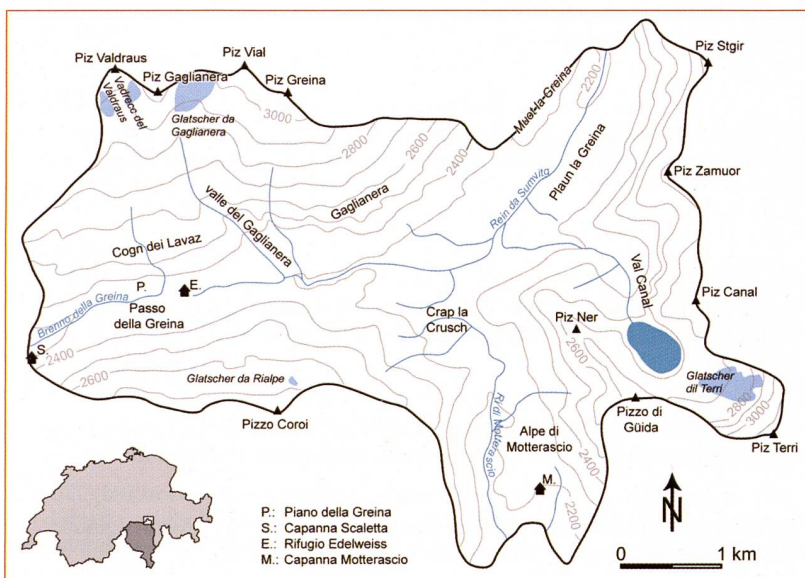 Piz Valdraus
Piz Gaglianera
Piz Vial
Piz Greina
Piz Stgir
Vadrecc del
Valdraus
Glatscher da
Gaglianera
3000
2800
2600
2400
2200
Muot la Greina
Plaun la Greina
Rein da Sumvitg
Piz Zamuor
Gaglianera
valle del Gaglianera
Cogn dei Lavaz
P.
E.
Passo
della Greina
Brenno della Greina
S.
2400
2600
Glatscher da Rialpe
Pizzo Coroi
Crap la
Crusch
Val Canal
Piz Canal
Piz Ner
2600
Glatscher
dil Terri
2800
3000
Pizzo di
Güida
Piz Terri
Ri di Motterascio
Alpe di
Motterascio
M.
2400
2200
P.: Piano della Greina
S.: Capanna Scaletta
E.: Rifugio Edelweiss
M.: Capanna Motterascio
N
0 1 km